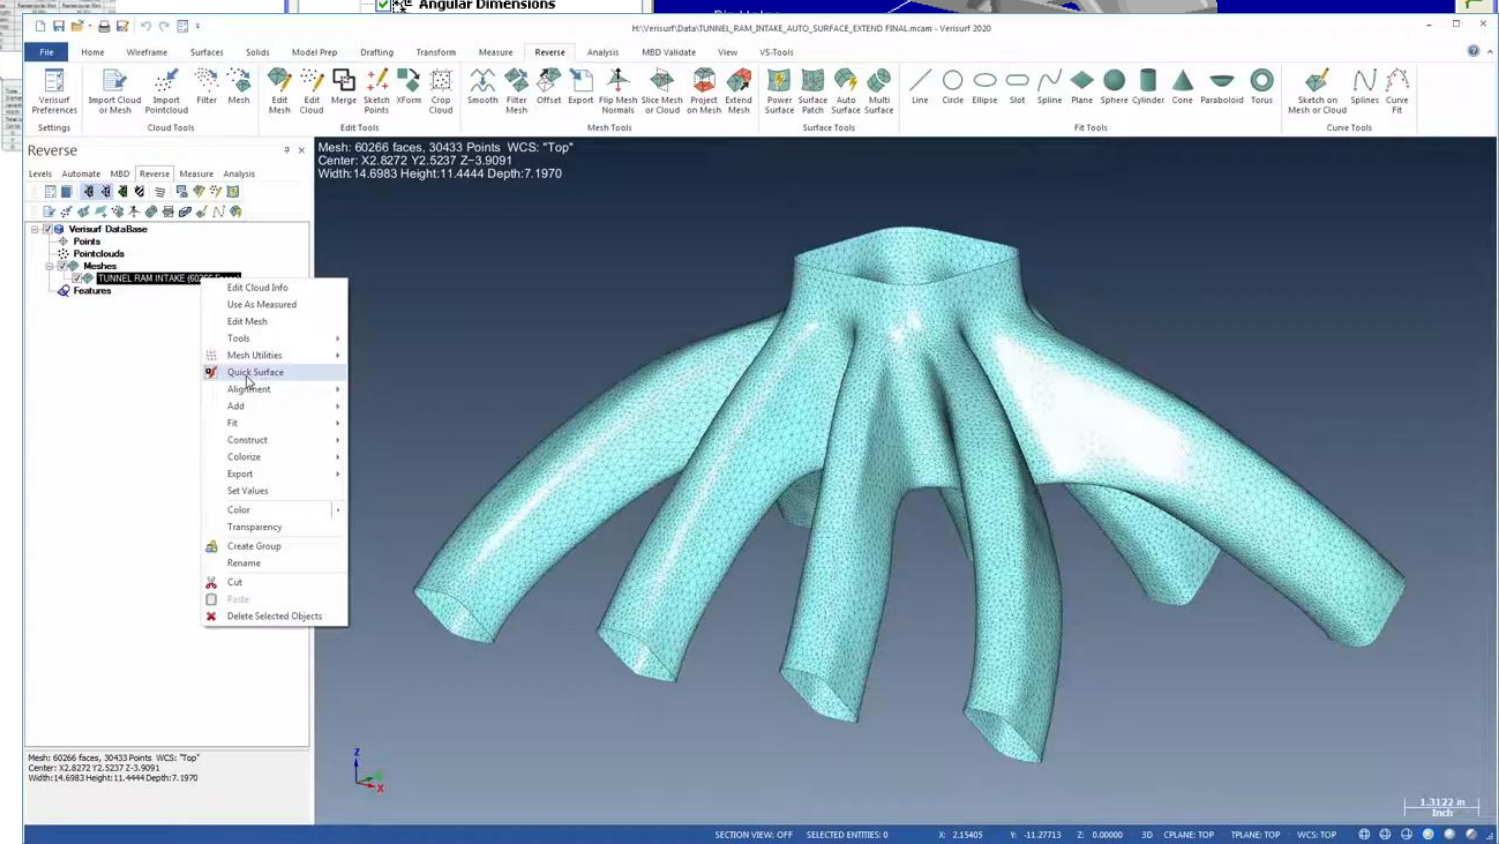 Angular Dimensions
H:\Verisurf\Data\TUNNEL_RAM_INTAKE_AUTO_SURFACE_EXTEND FINAL.mcam - Verisurf 2020
File Home Wireframe Surfaces Solids Model Prep Drafting Transform Measure Reverse Analysis MBD Validate View VS-Tools
Verisurf Preferences
Import Cloud or Mesh
Import Pointcloud
Filter
Mesh
Edit Mesh
Edit Cloud
Merge
Sketch Points
XForm
Crop Cloud
Smooth
Filter Mesh
Offset
Export
Flip Mesh Normals
Slice Mesh or Cloud
Project on Mesh
Extend Mesh
Power Surface
Surface Patch
Auto Surface
Multi Surface
Line
Circle
Ellipse
Slot
Spline
Plane
Sphere
Cylinder
Cone
Paraboloid
Torus
Sketch on Mesh or Cloud
Splines
Curve Fit
Settings Cloud Tools Edit Tools Mesh Tools Surface Tools Fit Tools Curve Tools
Reverse
Levels Automate MBD Reverse Measure Analysis
Verisurf DataBase
Points
Pointclouds
Meshes
TUNNEL RAM INTAKE (60266 Faces)
Features
Edit Cloud Info
Use As Measured
Edit Mesh
Tools
Mesh Utilities
Quick Surface
Alignment
Add
Fit
Construct
Colorize
Export
Set Values
Color
Transparency
Create Group
Rename
Cut
Paste
Delete Selected Objects
Mesh: 60266 faces, 30433 Points WCS: "Top"
Center: X2.8272 Y2.5237 Z-3.9091
Width:14.6983 Height:11.4444 Depth:7.1970
Z
X
1.3122 in
Inch
Mesh: 60266 faces, 30433 Points WCS: "Top"
Center: X2.8272 Y2.5237 Z-3.9091
Width:14.6983 Height:11.4444 Depth:7.1970
SECTION VIEW: OFF SELECTED ENTITIES: 0 X: 2.15405 Y: -11.27713 Z: 0.00000 3D CPLANE: TOP TPLANE: TOP WCS: TOP